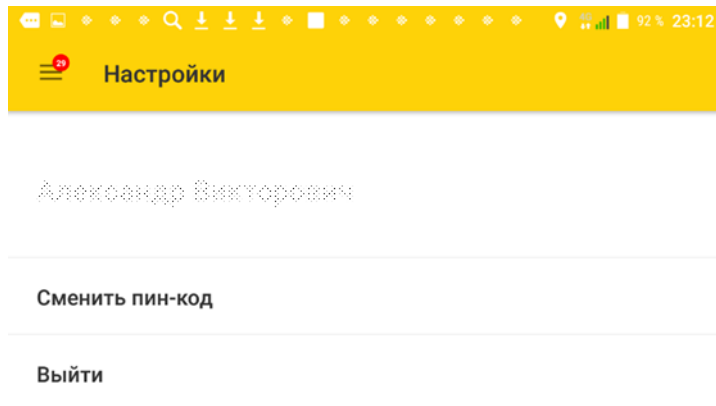 92 % 23:12
29
Настройки
Александр Викторович
Сменить пин-код
Выйти